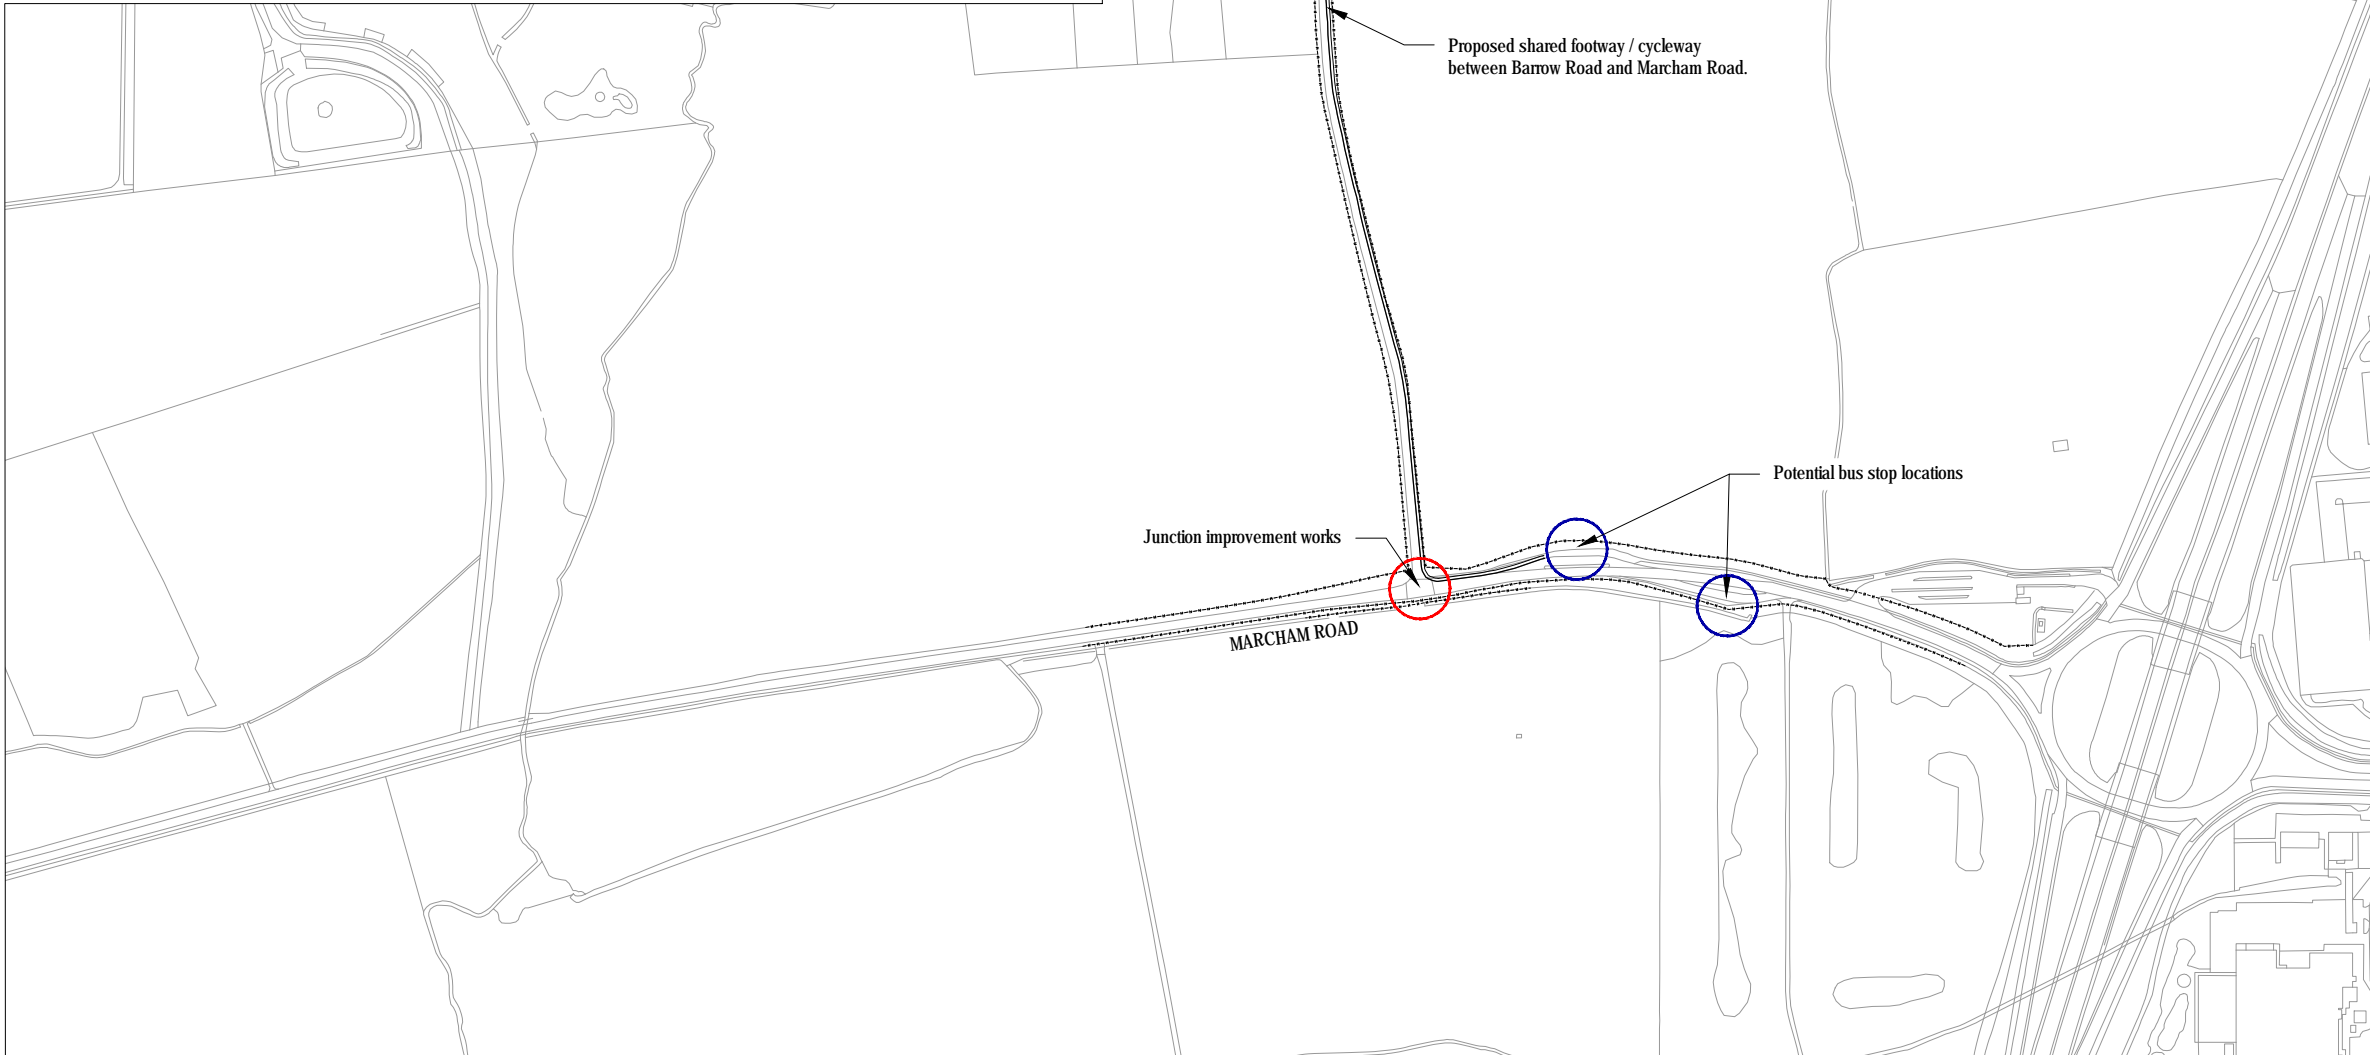 Proposed shared footway / cycleway
between Barrow Road and Marcham Road.
Potential bus stop locations
Junction improvement works
MARCHAM ROAD